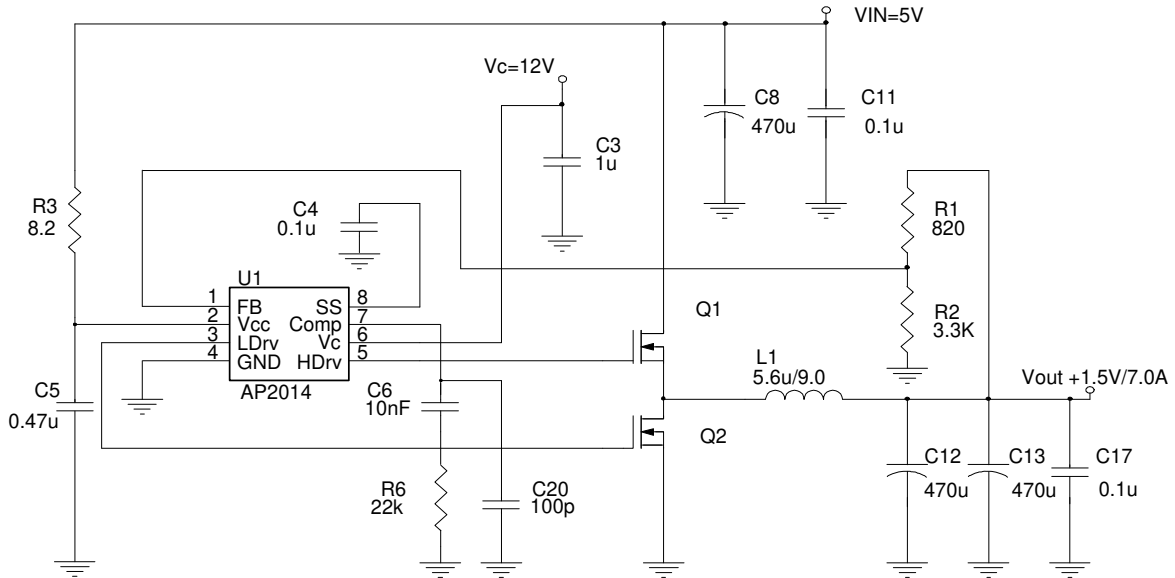 VIN=5V
Vc=12V
C8
470u
C11
0.1u
C3
1u
R3
8.2
C4
0.1u
R1
820
U1
1
2
3
4
FB
Vcc
LDrv
GND
SS
Comp
Vc
HDrv
8
7
6
5
AP2014
Q1
R2
3.3K
L1
5.6u/9.0
Vout +1.5V/7.0A
C5
0.47u
C6
10nF
Q2
C12
470u
C13
470u
C17
0.1u
R6
22k
C20
100p